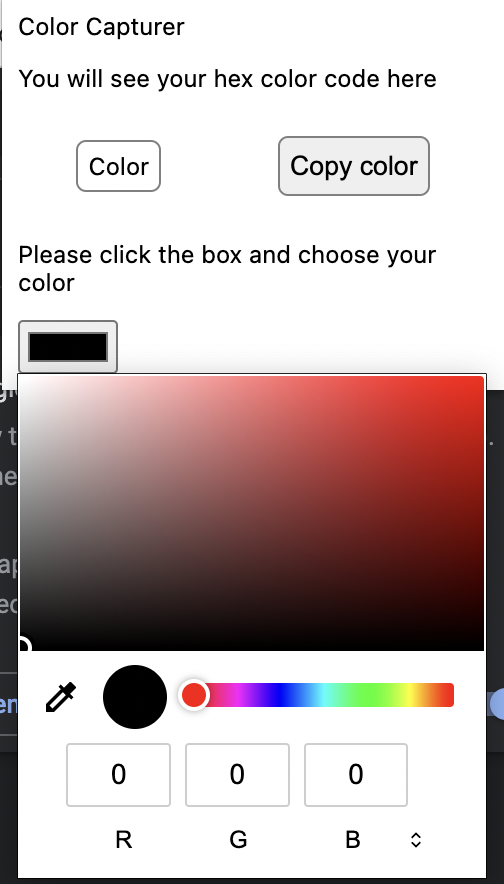 Color Capturer
You will see your hex color code here
Color
Copy color
Please click the box and choose your
color
0
0
0
R
G
B